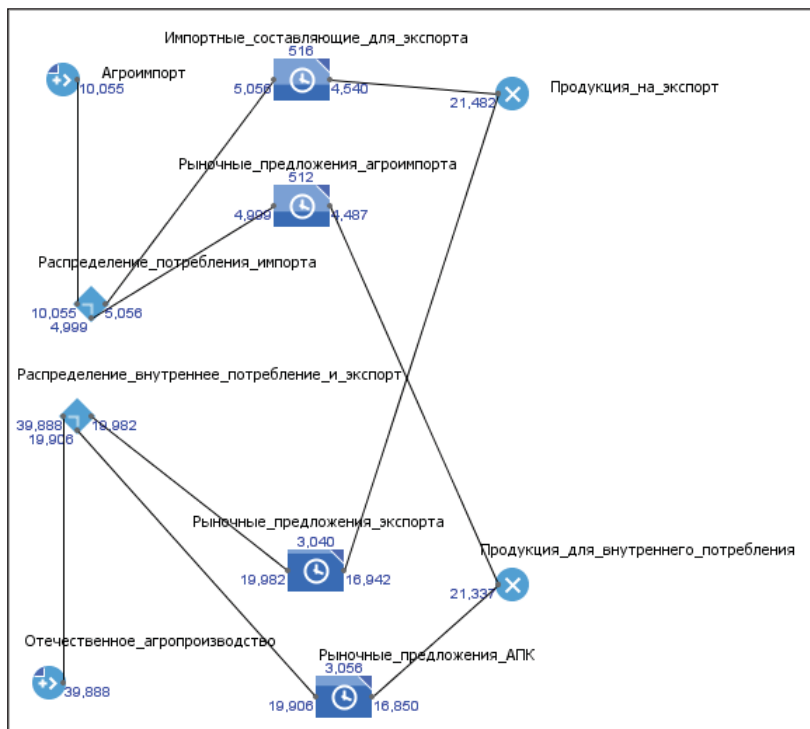 Импортные_составляющие_для_экспорта
516
Агроимпорт
10,055
5,056
4,540
21,482
Продукция_на_экспорт
Рыночные_предложения_агроимпорта
512
4,999
4,487
Распределение_потребления_импорта
10,055
5,056
4,999
Распределение_внутреннее_потребление_и_экспорт
39,888
19,982
19,906
Рыночные_предложения_экспорта
3,040
19,982
16,942
Продукция_для_внутреннего_потребления
21,337
Отечественное_агропроизводство
39,888
Рыночные_предложения_АПК
3,056
19,906
16,850